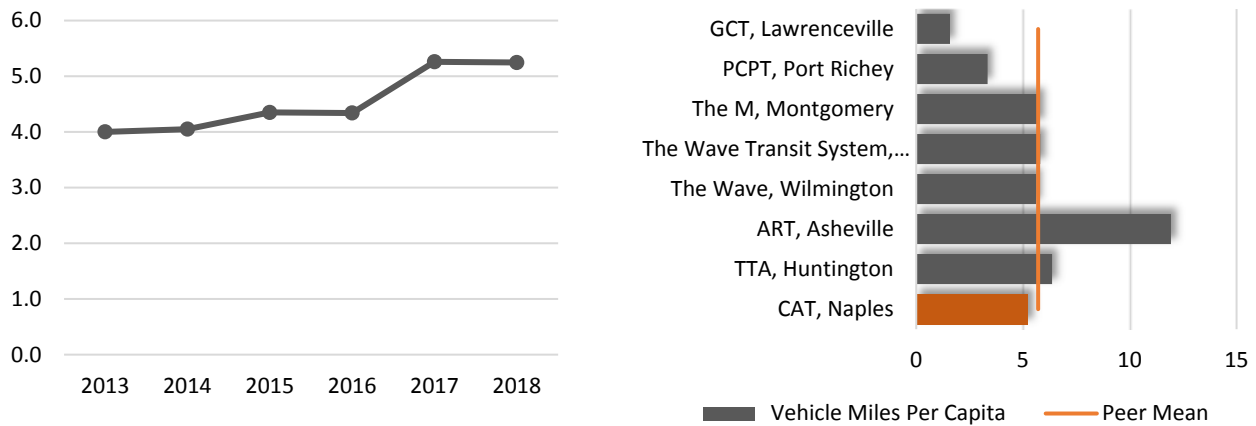 6.0
5.0
4.0
3.0
2.0
1.0
0.0
2013 2014 2015 2016 2017 2018
GCT, Lawrenceville
PCPT, Port Richey
The M, Montgomery
The Wave Transit System,...
The Wave, Wilmington
ART, Asheville
TTA, Huntington
CAT, Naples
0 5 10 15
Vehicle Miles Per Capita Peer Mean